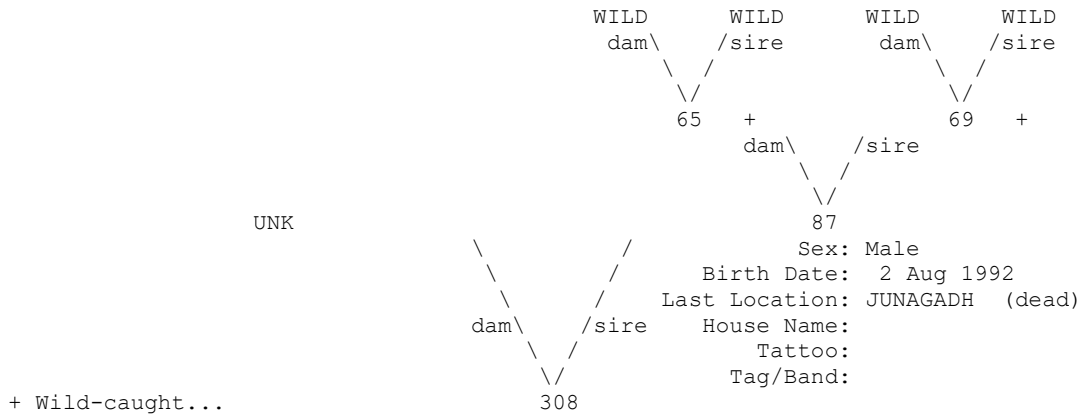 WILD WILD WILD WILD
dam\ /sire dam\ /sire
\ / \ /
\ / \ /
\/ \/
65 + 69 +
dam\ /sire
\ /
\ /
\/
UNK 87
\ / Sex: Male
\ / Birth Date: 2 Aug 1992
\ / Last Location: JUNAGADH (dead)
dam\ /sire House Name:
\ / Tattoo:
\/ Tag/Band:
+ Wild-caught... 308